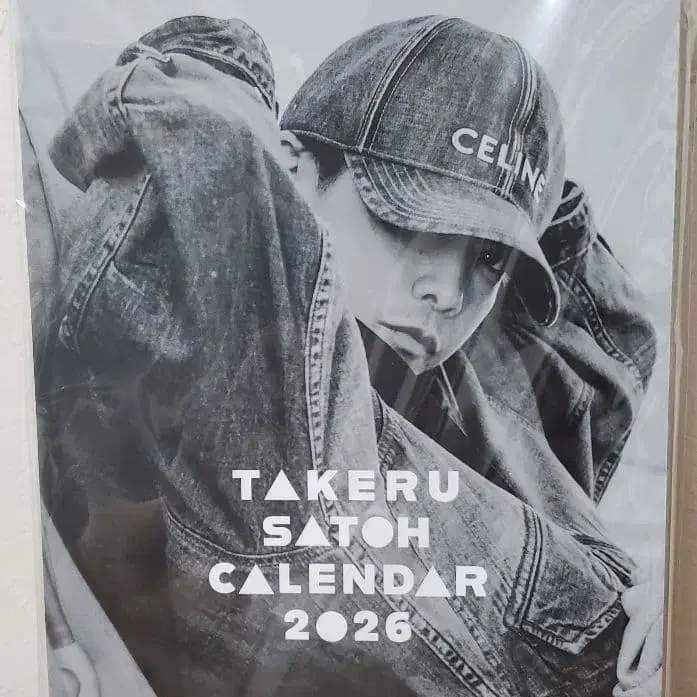 CELINE
TAKERU
SATOH
CALENDAR
2026